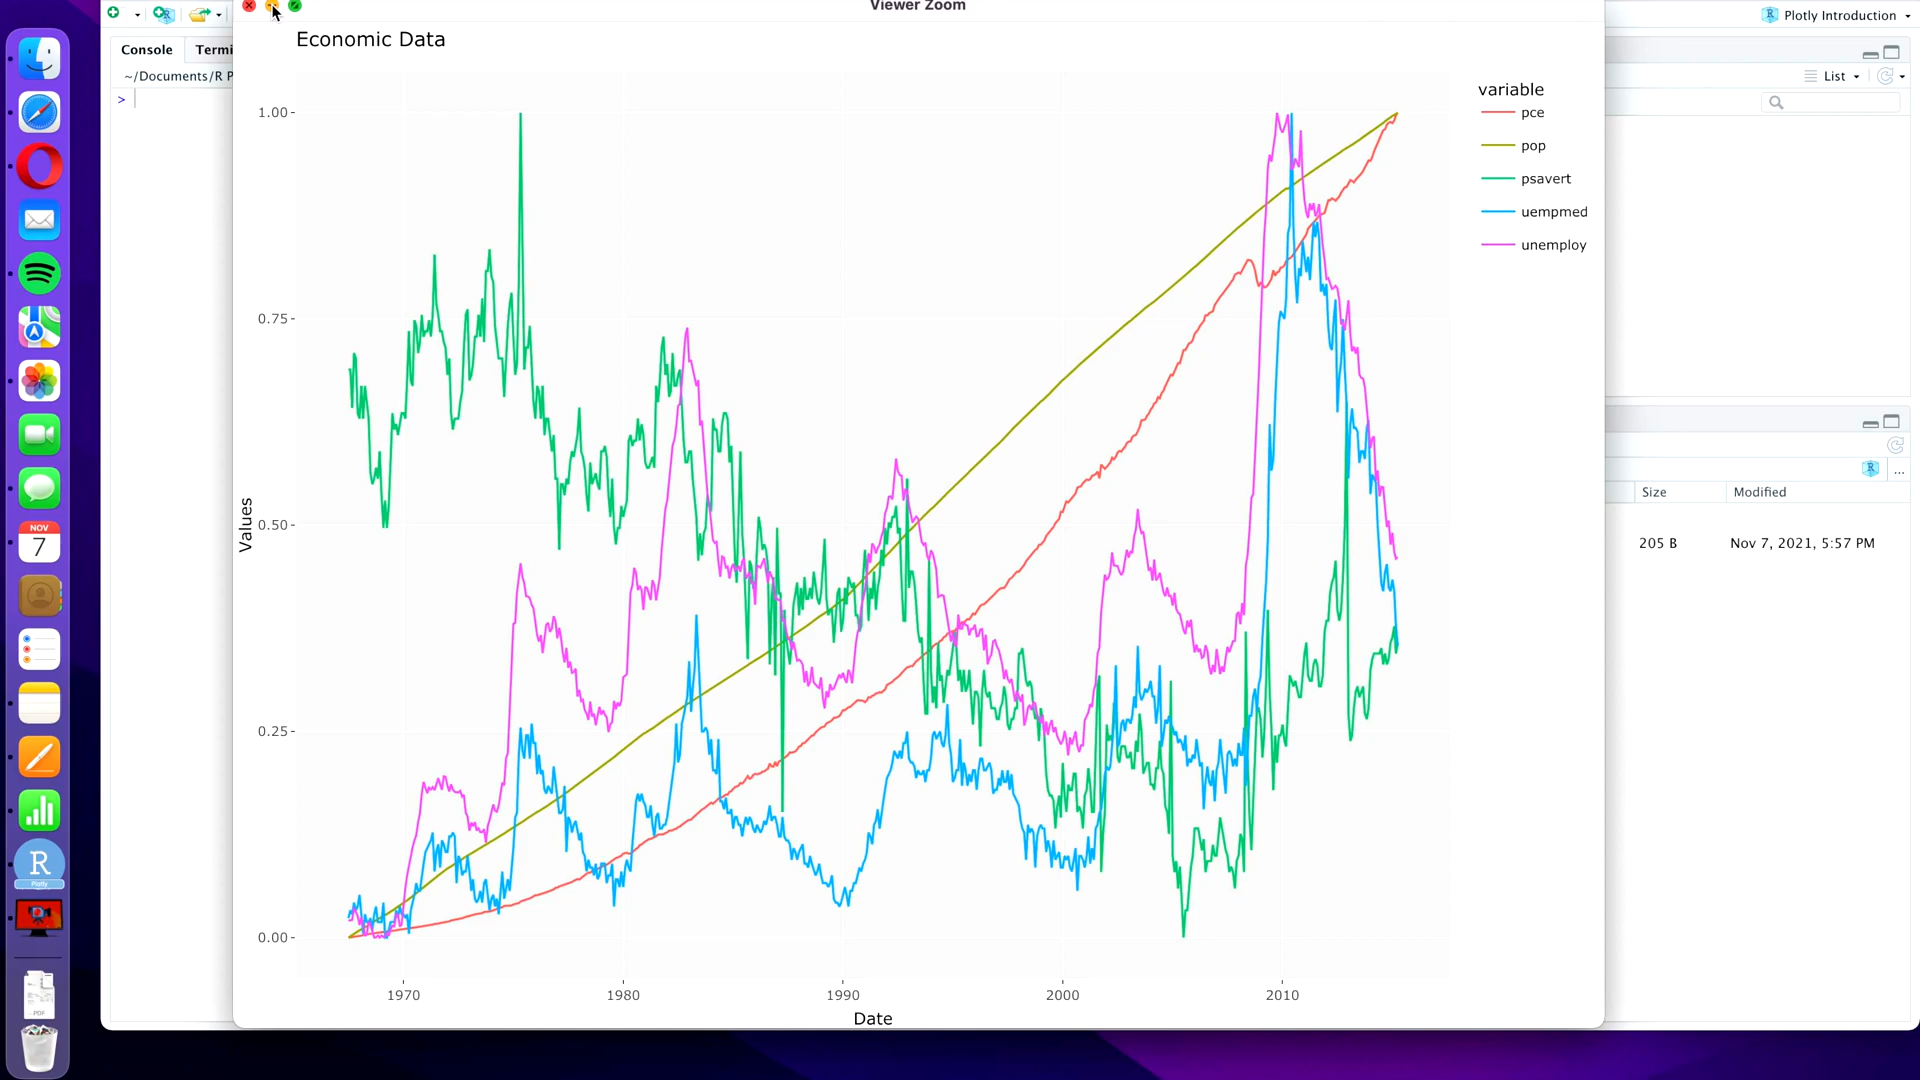 Viewer Zoom
Plotly Introduction
Console
Termi
~/Documents/R P
>
List
Economic Data
variable
pce
pop
psavert
uempmed
unemploy
1.00
0.75
0.50
0.25
0.00
Values
1970
1980
1990
2000
2010
Date
R
...
Size
Modified
205 B
Nov 7, 2021, 5:57 PM
NOV
7
R
Plotly
PDF